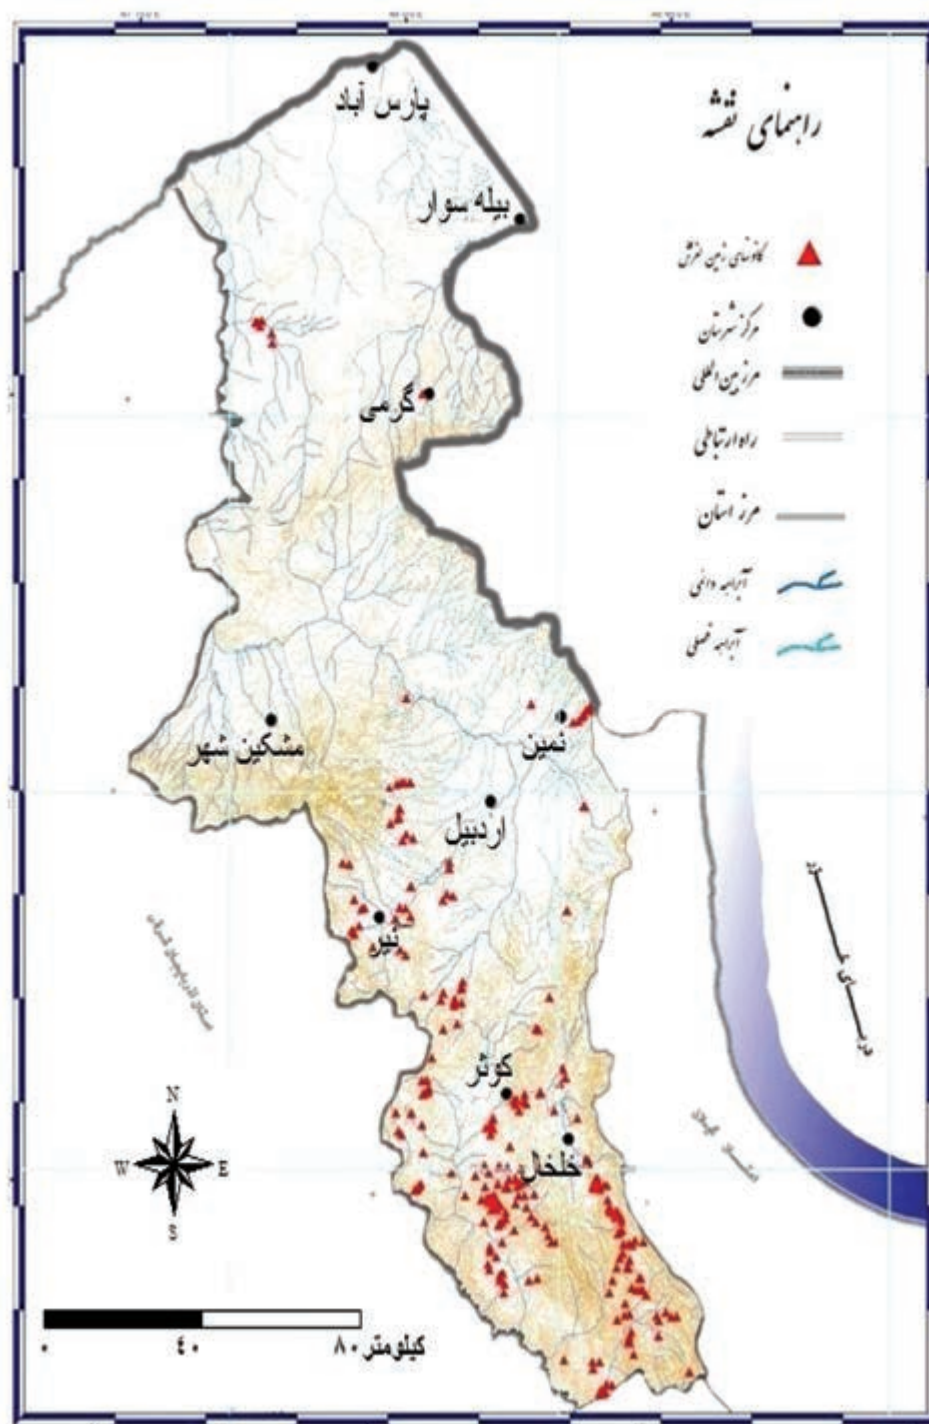 راهنمای نقشه
کانونهای زمین لغزش
مرکز شهرستان
مرز بین المللی
راه ارتباطی
مرز استان
آبراهه دائمی
آبراهه فصلی
پارس آباد
بیله سوار
گرمی
مشکین شهر
نمین
اردبیل
نیر
کوثر
خلخال
دریای خزر
استان آذربایجان شرقی
استان گیلان
N
W
E
S
۰
۴۰
۸۰ کیلومتر